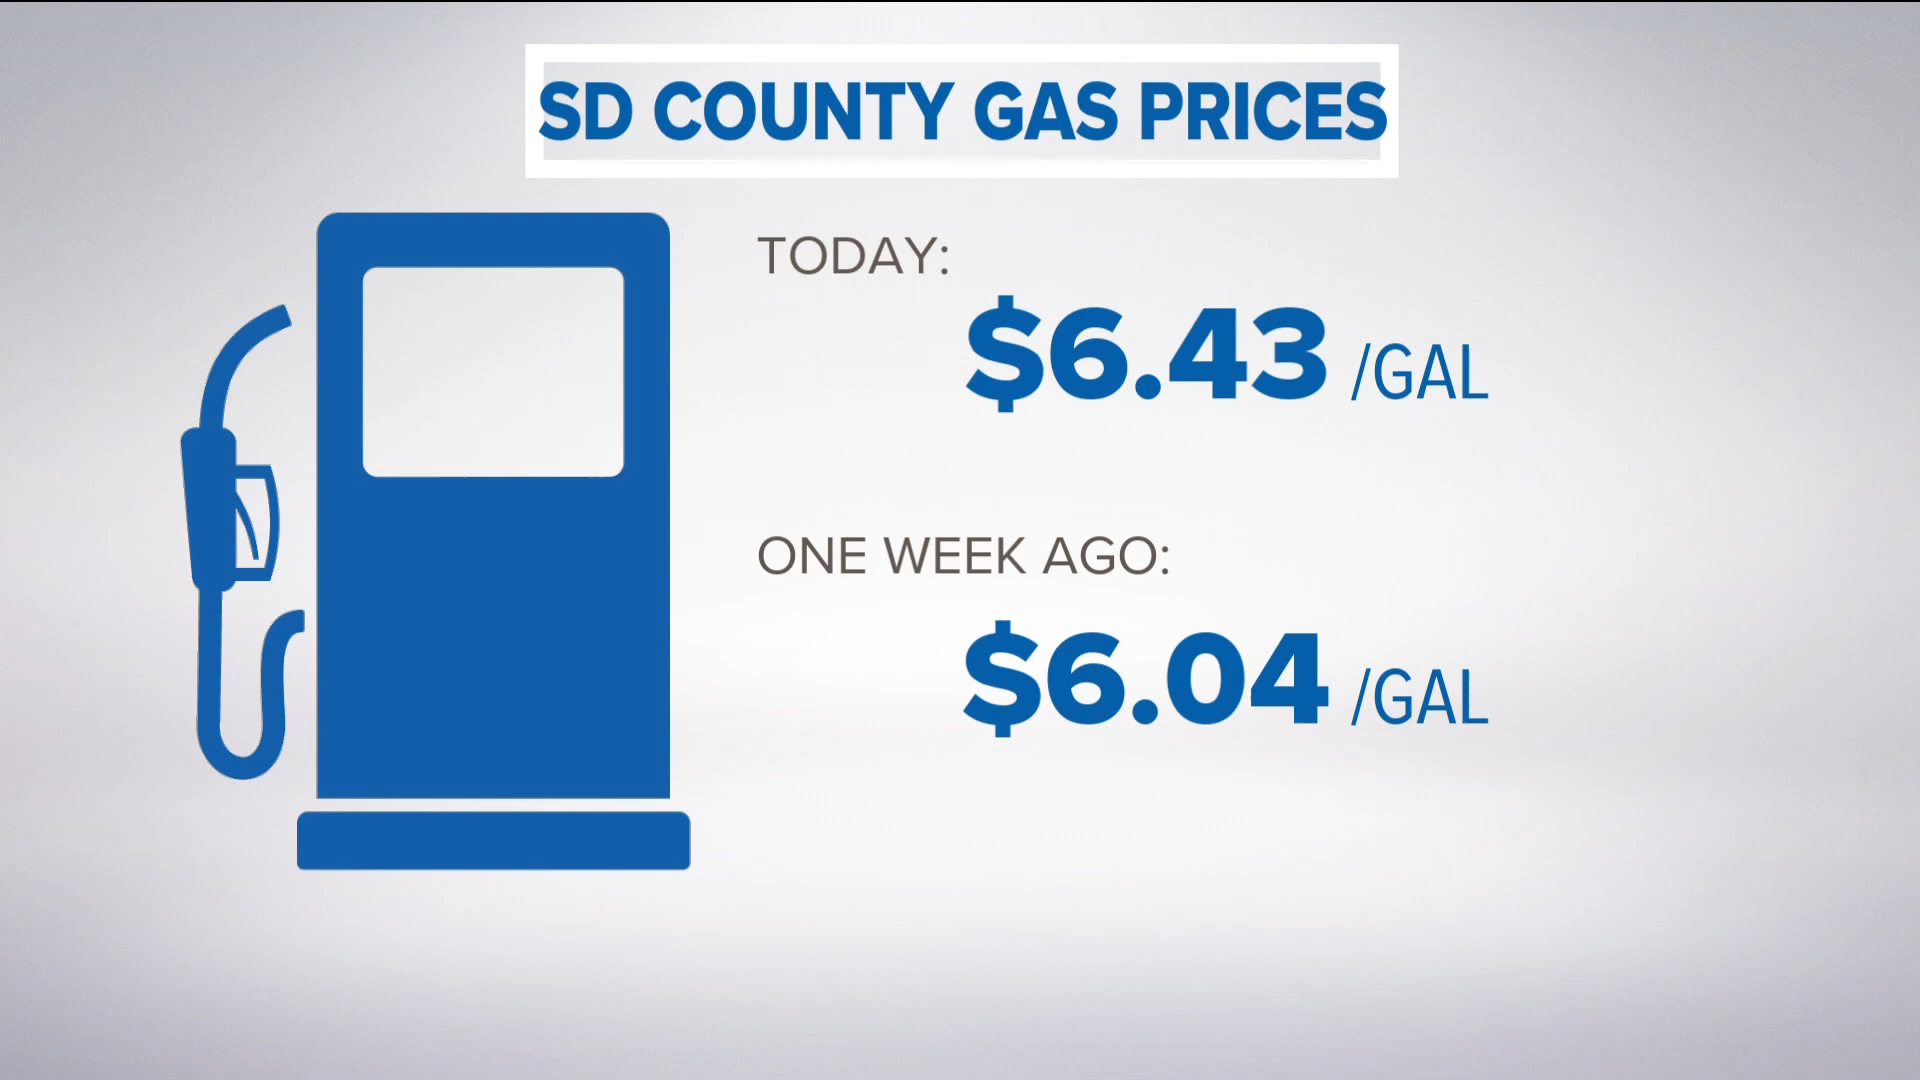 SD COUNTY GAS PRICES
TODAY:
$6.43 /GAL
ONE WEEK AGO:
$6.04 /GAL